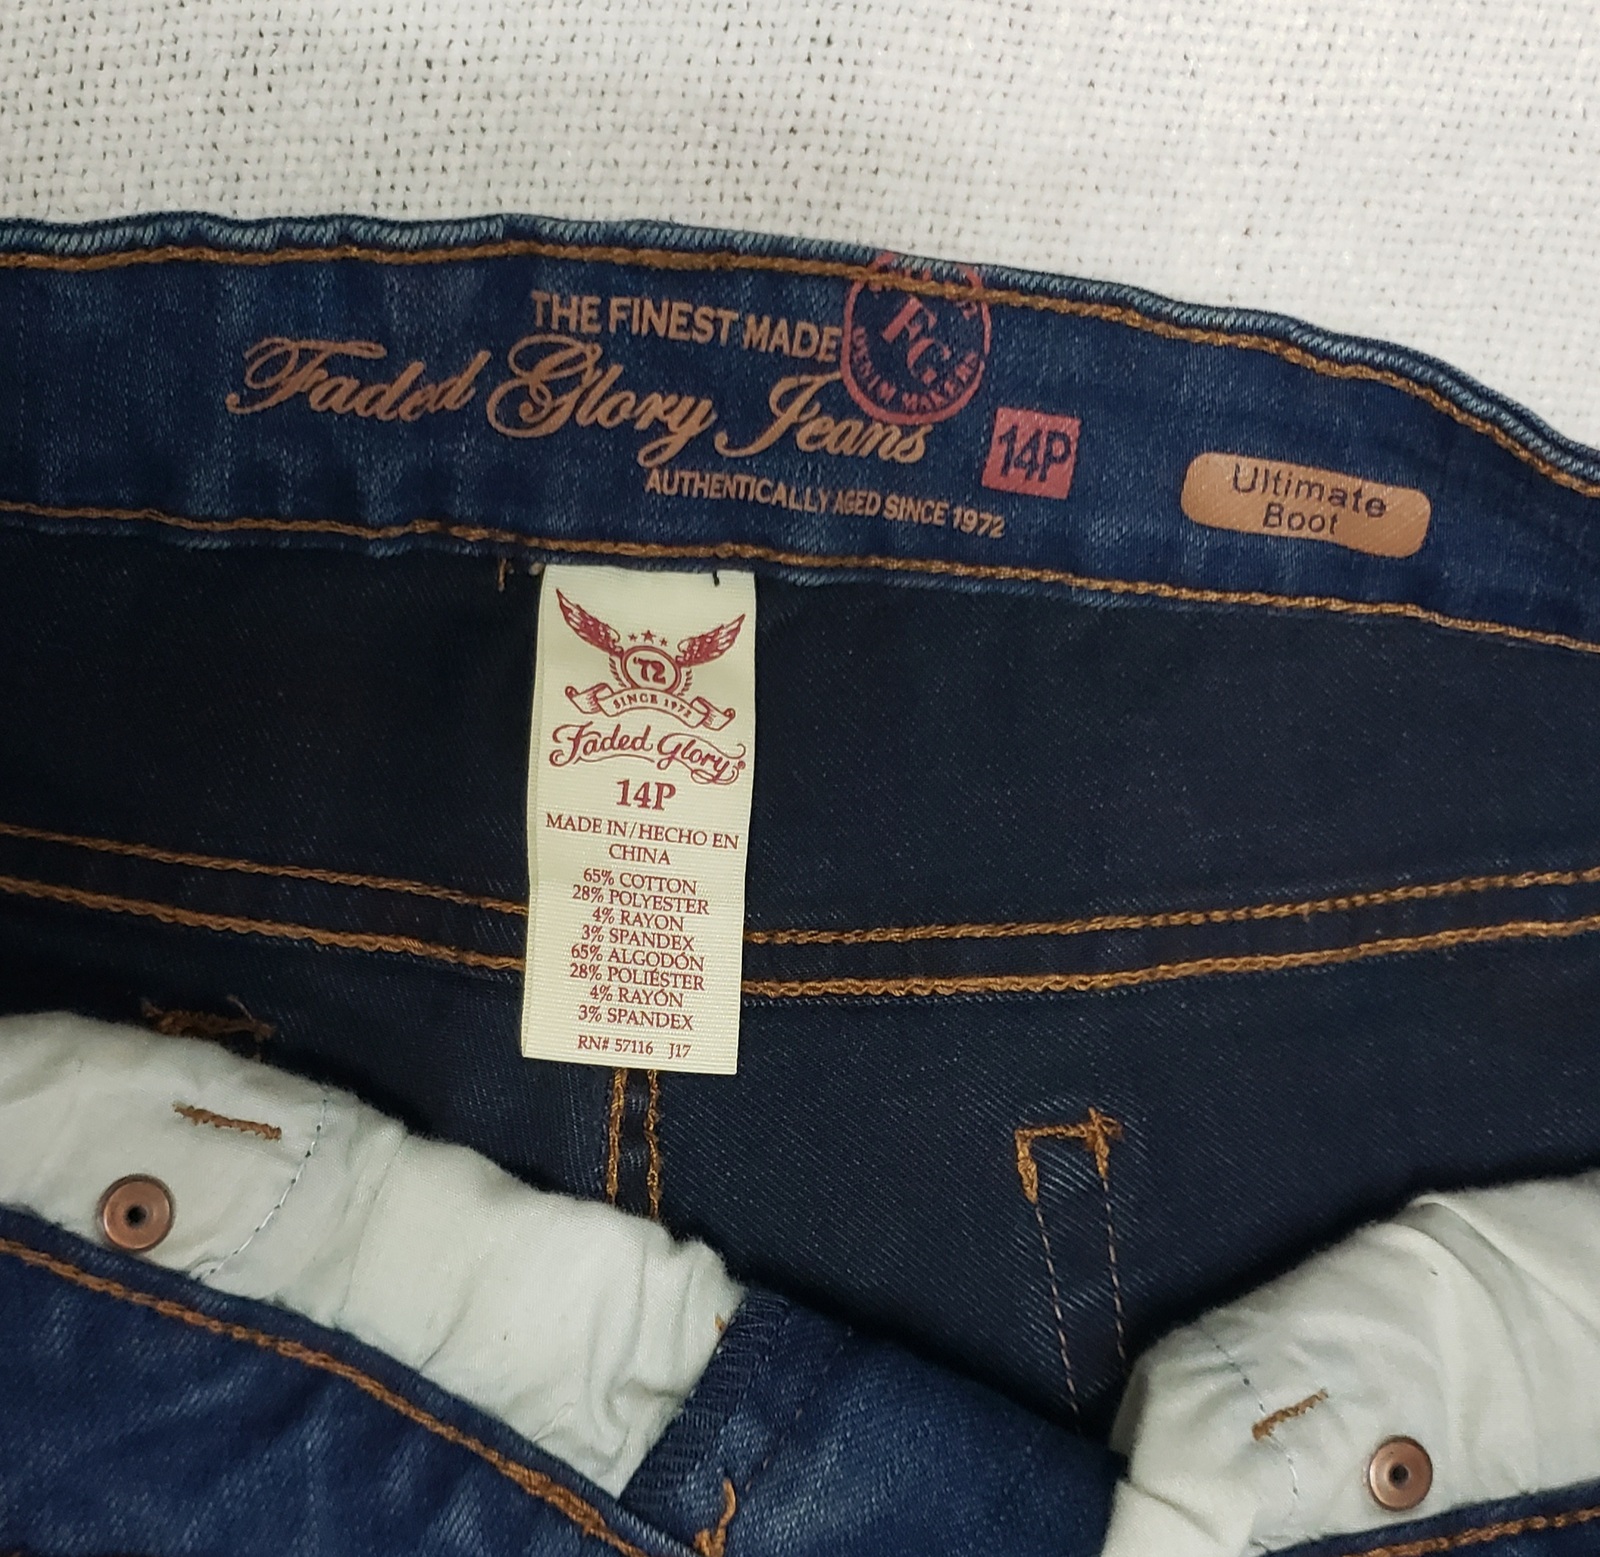 THE FINEST MADE
Faded Glory Jeans
AUTHENTICALLY AGED SINCE 1972
FG
DENIM MAKERS
14P
Ultimate
Boot
'72
SINCE 1972
Faded Glory®
14P
MADE IN/HECHO EN
CHINA
65% COTTON
28% POLYESTER
4% RAYON
3% SPANDEX
65% ALGODÓN
28% POLIÉSTER
4% RAYÓN
3% SPANDEX
RN# 57116 J17